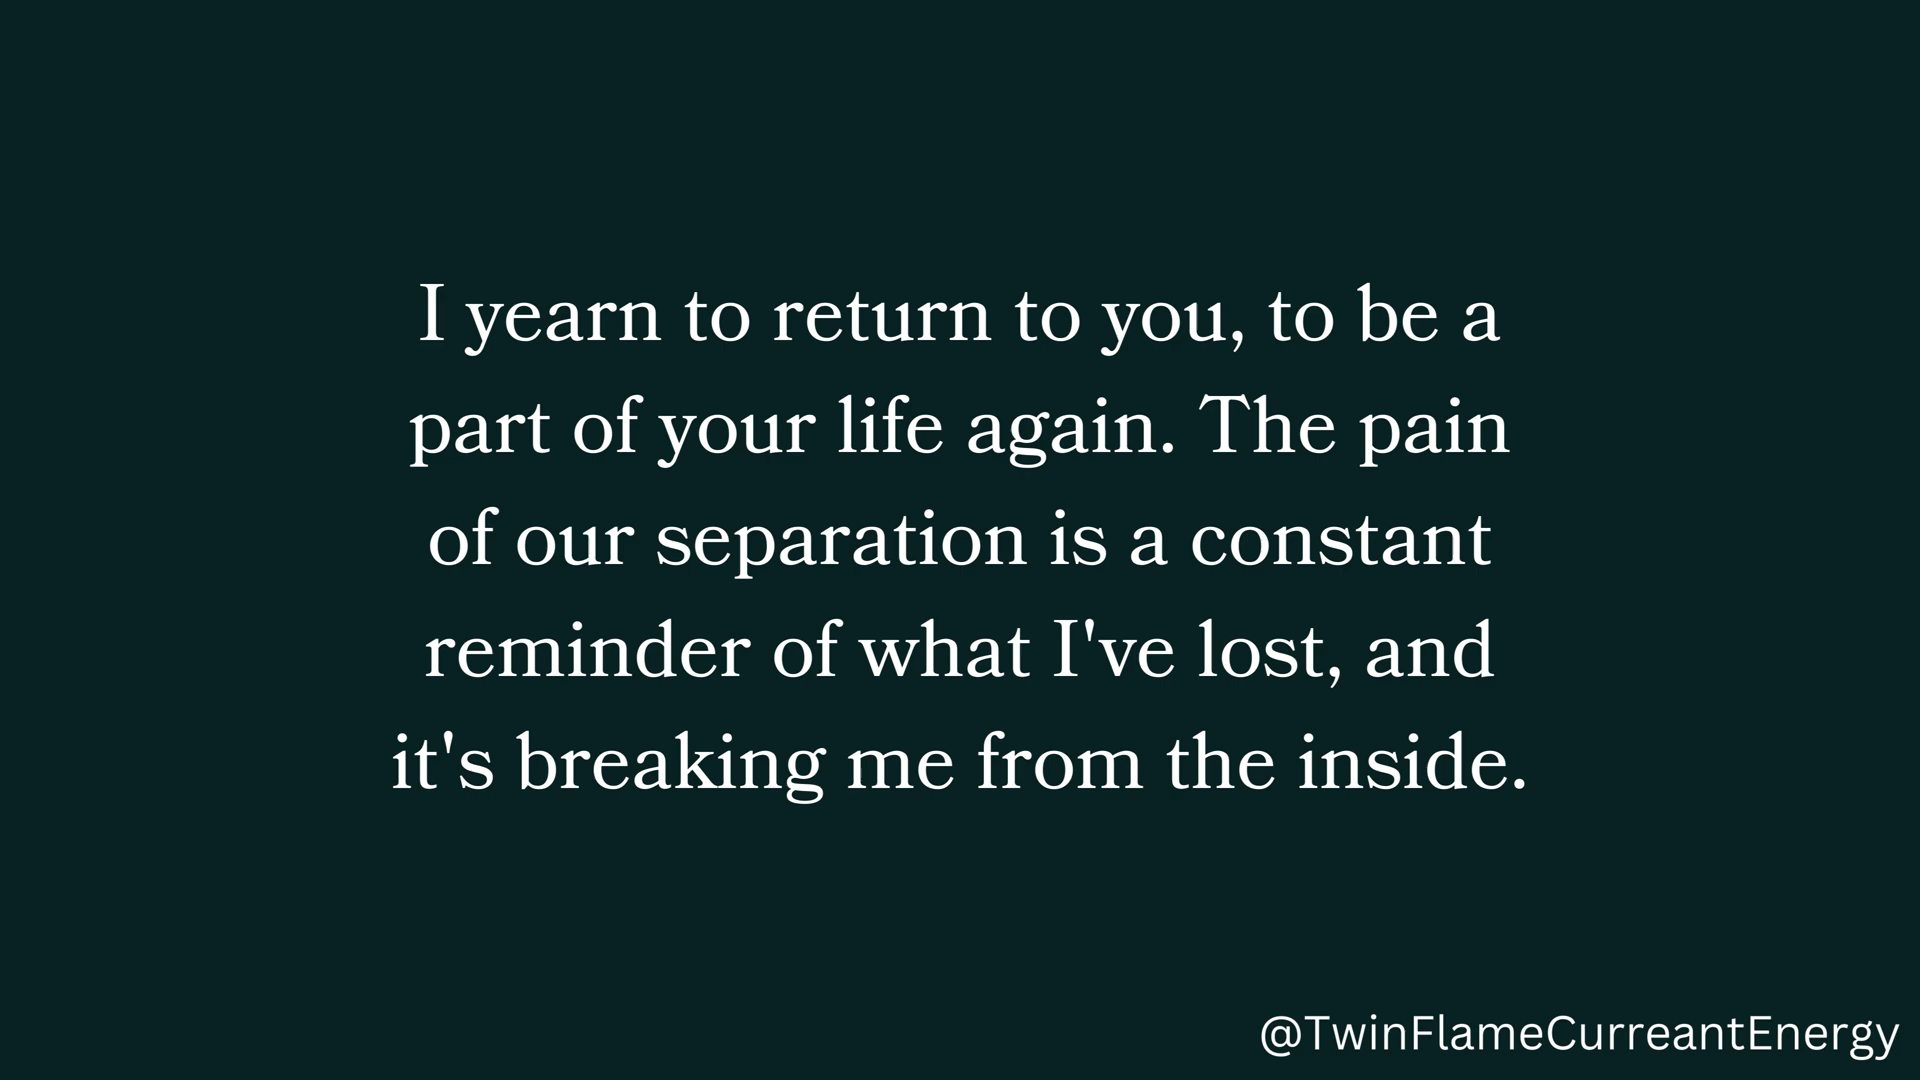 I yearn to return to you, to be a
part of your life again. The pain
of our separation is a constant
reminder of what I've lost, and
it's breaking me from the inside.
@TwinFlameCurreantEnergy